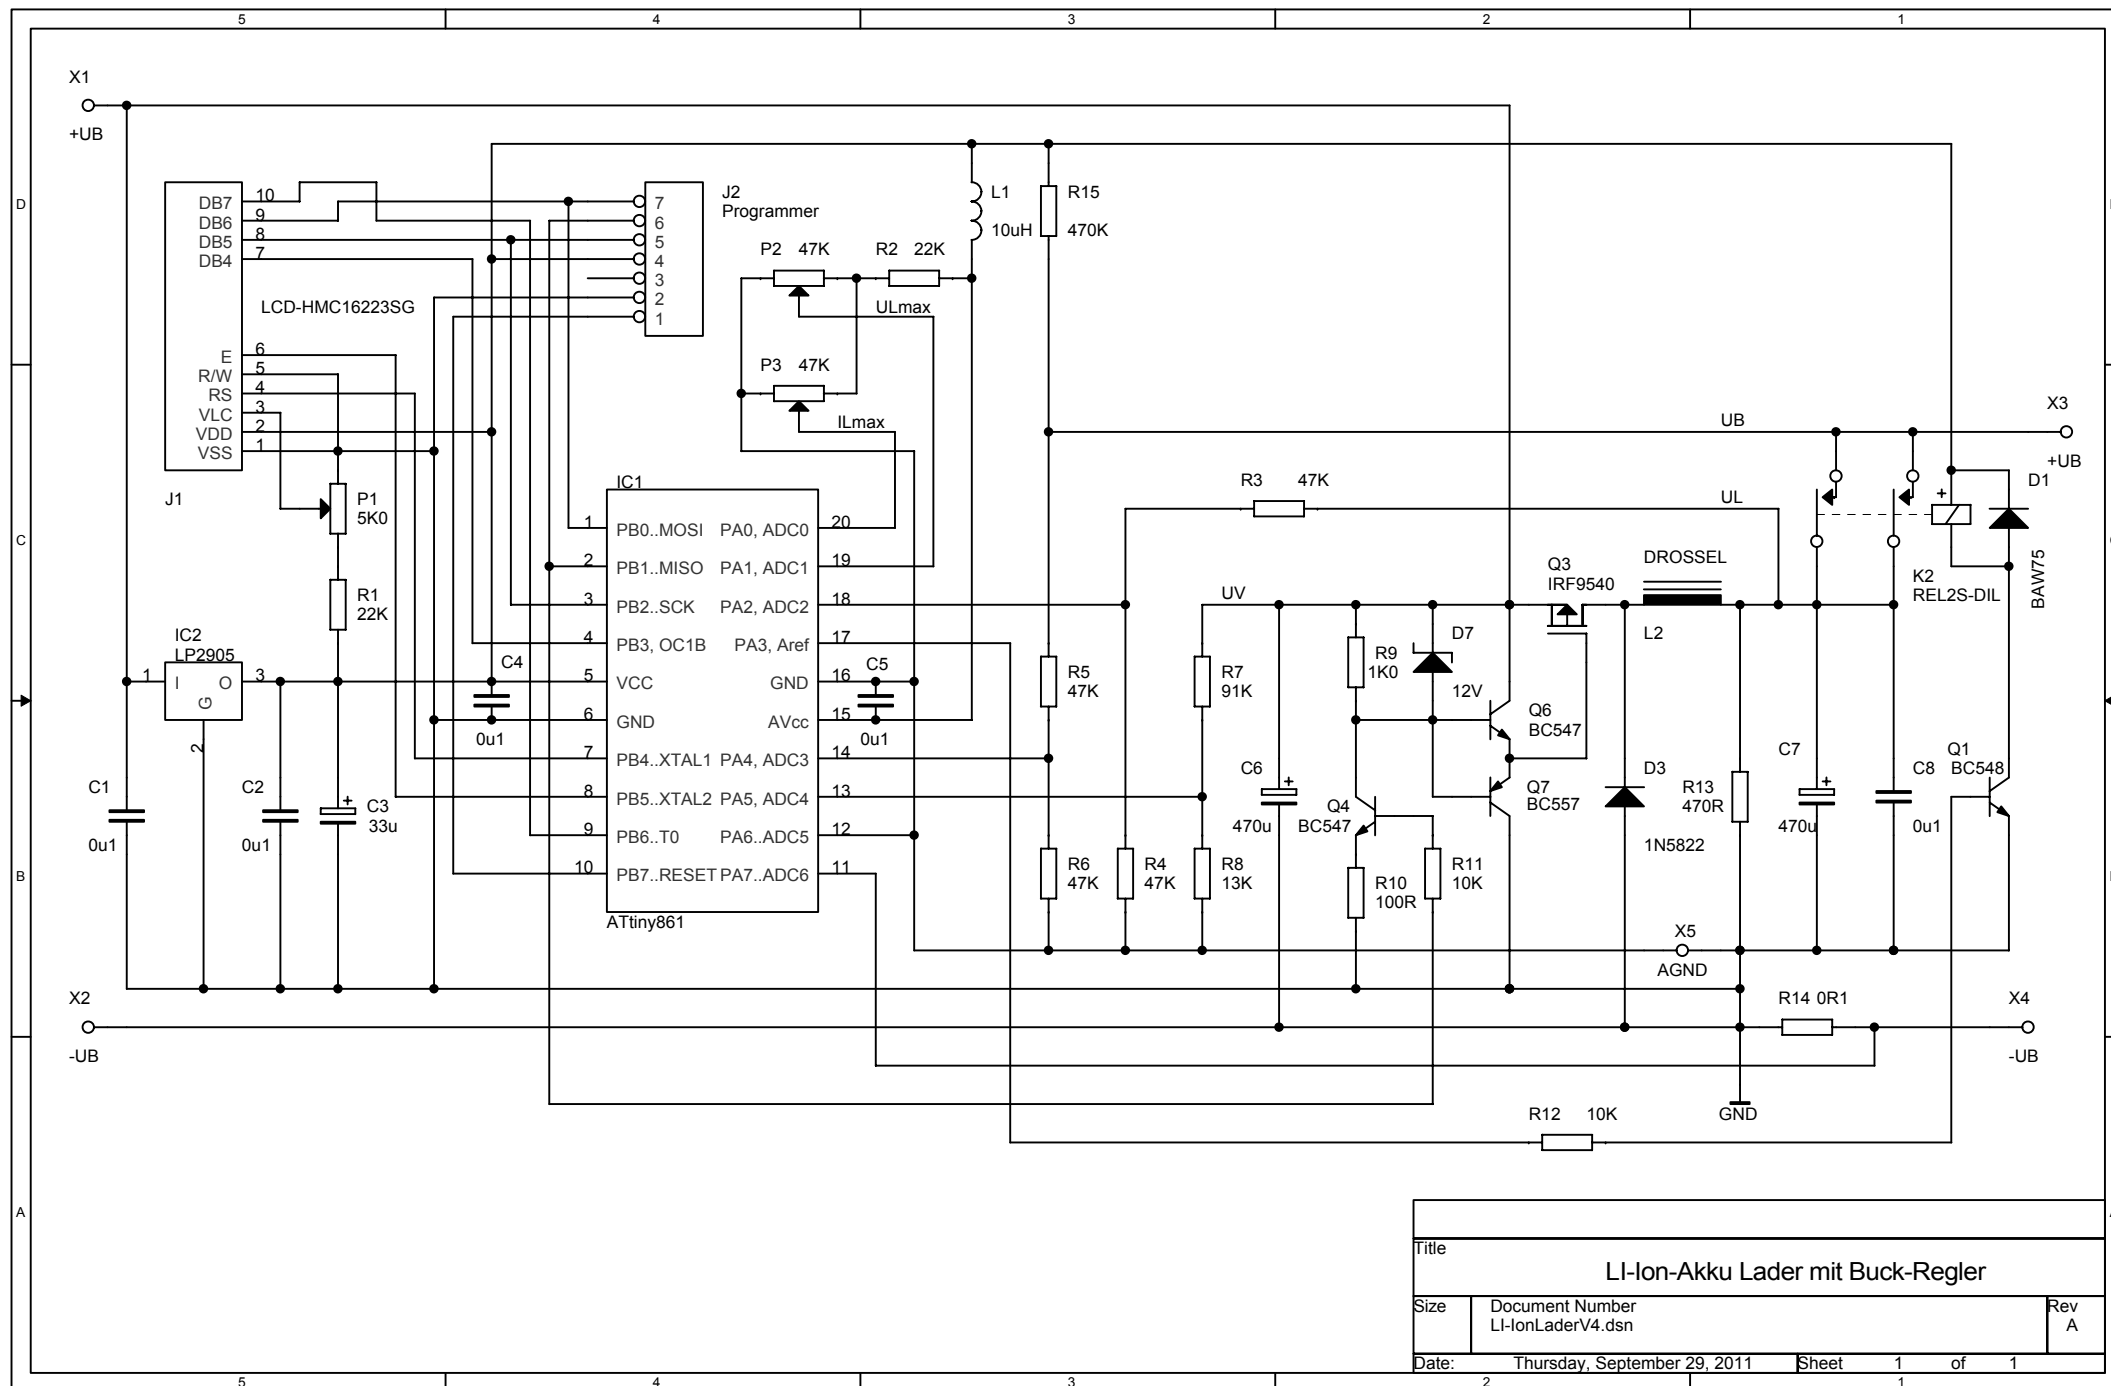 5 4 3 2 1
X1
+UB
D
DB7 10
DB6 9
DB5 8
DB4 7
LCD-HMC16223SG
E 6
R/W 5
RS 4
VLC 3
VDD 2
VSS 1
J1
7
6
5
4
3
2
1
J2
Programmer
P2 47K
R2 22K
L1
10uH
R15
470K
ULmax
P3 47K
ILmax
UB
X3
+UB
D1
BAW75
P1
5K0
R1
22K
C
IC1
1 PB0..MOSI PA0, ADC0 20
2 PB1..MISO PA1, ADC1 19
3 PB2..SCK PA2, ADC2 18
4 PB3, OC1B PA3, Aref 17
5 VCC GND 16
6 GND AVcc 15
7 PB4..XTAL1 PA4, ADC3 14
8 PB5..XTAL2 PA5, ADC4 13
9 PB6..T0 PA6..ADC5 12
10 PB7..RESET PA7..ADC6 11
ATtiny861
R3 47K
UL
+
K2
REL2S-DIL
Q3
IRF9540
DROSSEL
L2
UV
IC2
LP2905
1 I O 3
G
2
C4
0u1
C5
0u1
R5
47K
R7
91K
R9
1K0
D7
12V
Q6
BC547
C1
0u1
C2
0u1
+
C3
33u
C6
+
470u
Q4
BC547
Q7
BC557
D3
1N5822
R13
470R
C7
+
470u
C8
0u1
Q1
BC548
B
R6
47K
R4
47K
R8
13K
R10
100R
R11
10K
X5
AGND
X2
-UB
R14 0R1
X4
-UB
GND
R12 10K
A
Title
LI-Ion-Akku Lader mit Buck-Regler
Size
Document Number
LI-IonLaderV4.dsn
Rev
A
Date: Thursday, September 29, 2011 Sheet 1 of 1
5 4 3 2 1